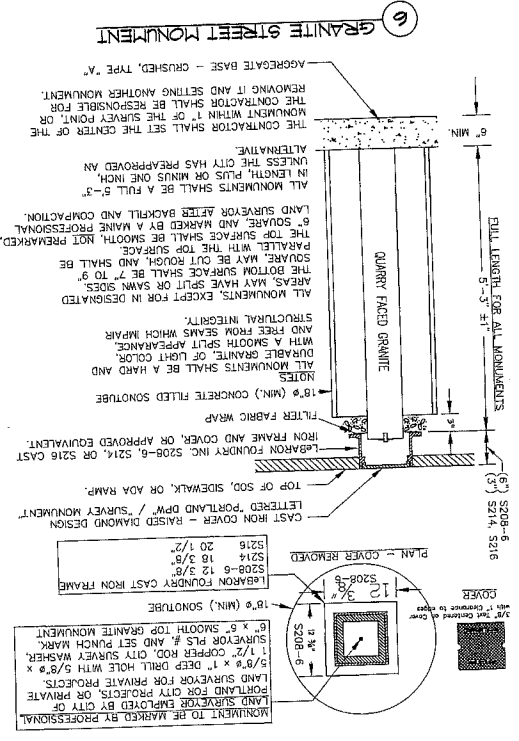 MONUMENT TO BE MARKED BY PROFESSIONAL
LAND SURVEYOR EMPLOYED BY CITY OF
PORTLAND FOR CITY PROJECTS, OR PRIVATE
LAND SURVEYOR FOR PRIVATE PROJECTS.
5/8"ø x 1" DEEP DRILL HOLE WITH 5/8"ø x
1 1/2" COPPER ROD, CITY SURVEY WASHER,
SURVEYOR PLS #, AND SET PUNCH MARK.
6" x 6" SMOOTH TOP GRANITE MONUMENT
18"ø (MIN.) SONOTUBE
LEBARON FOUNDRY CAST IRON FRAME
S208-6 12 3/8"
S214 18 3/8"
S216 20 1/2"
3/8" Text Centered on Cover
with 1" Clearance to edges
COVER
S208-6
12 3/8
S208-6
12 3/8
PLAN - COVER REMOVED
CAST IRON COVER - RAISED DIAMOND DESIGN
LETTERED "PORTLAND DPW" / "SURVEY MONUMENT"
TOP OF SOD, SIDEWALK, OR ADA RAMP.
LeBARON FOUNDRY INC. S208-6, S214, OR S216 CAST
IRON FRAME AND COVER, OR APPROVED EQUIVALENT.
FILTER FABRIC WRAP
18"ø (MIN.) CONCRETE FILLED SONOTUBE
(6") S208-6
(3") S214, S216
3"
FULL LENGTH FOR ALL MONUMENTS
5'-3" ±1"
QUARRY FACED GRANITE
6" MIN.
NOTES
ALL MONUMENTS SHALL BE A HARD AND
DURABLE GRANITE, OF LIGHT COLOR,
WITH A SMOOTH SPLIT APPEARANCE,
AND FREE FROM SEAMS WHICH IMPAIR
STRUCTURAL INTEGRITY.
ALL MONUMENTS, EXCEPT FOR IN DESIGNATED
AREAS, MAY HAVE SPLIT OR SAWN SIDES.
THE BOTTOM SURFACE SHALL BE 7" TO 9"
SQUARE, MAY BE CUT ROUGH, AND SHALL BE
PARALLEL WITH THE TOP SURFACE.
THE TOP SURFACE SHALL BE SMOOTH, NOT PREMARKED,
6" SQUARE, AND MARKED BY A MAINE PROFESSIONAL
LAND SURVEYOR AFTER BACKFILL AND COMPACTION.
ALL MONUMENTS SHALL BE A FULL 5'-3"
IN LENGTH, PLUS OR MINUS ONE INCH,
UNLESS THE CITY HAS PREAPPROVED AN
ALTERNATIVE.
THE CONTRACTOR SHALL SET THE CENTER OF THE
MONUMENT WITHIN 1" OF THE SURVEY POINT, OR
THE CONTRACTOR SHALL BE RESPONSIBLE FOR
REMOVING IT AND SETTING ANOTHER MONUMENT.
AGGREGATE BASE - CRUSHED, TYPE "A"
6 GRANITE STREET MONUMENT